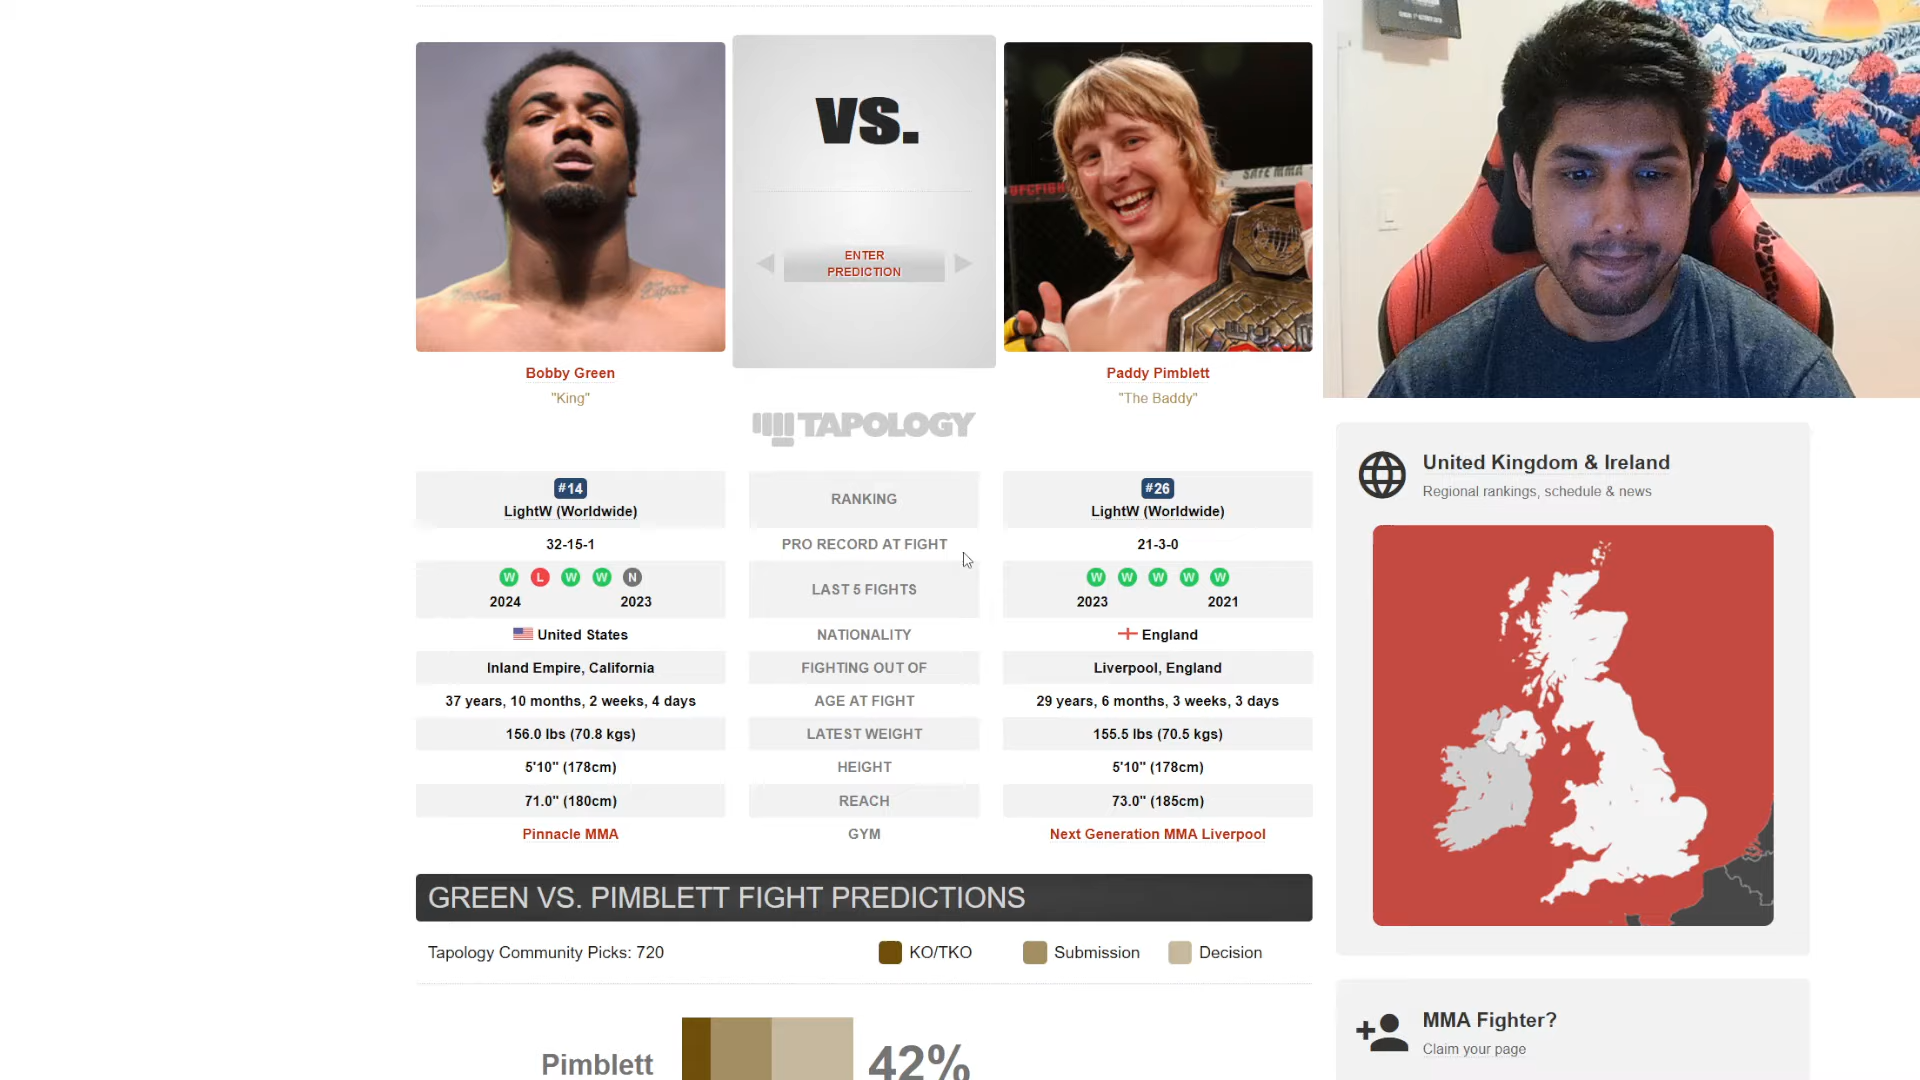 VS.
ENTER
PREDICTION
Bobby Green
"King"
Paddy Pimblett
"The Baddy"
TAPOLOGY
#14
LightW (Worldwide)
RANKING
#26
LightW (Worldwide)
32-15-1
PRO RECORD AT FIGHT
21-3-0
W L W W N
2024 2023
LAST 5 FIGHTS
W W W W W
2023 2021
United States
NATIONALITY
England
Inland Empire, California
FIGHTING OUT OF
Liverpool, England
37 years, 10 months, 2 weeks, 4 days
AGE AT FIGHT
29 years, 6 months, 3 weeks, 3 days
156.0 lbs (70.8 kgs)
LATEST WEIGHT
155.5 lbs (70.5 kgs)
5'10" (178cm)
HEIGHT
5'10" (178cm)
71.0" (180cm)
REACH
73.0" (185cm)
Pinnacle MMA
GYM
Next Generation MMA Liverpool
GREEN VS. PIMBLETT FIGHT PREDICTIONS
Tapology Community Picks: 720
KO/TKO
Submission
Decision
Pimblett
42%
United Kingdom & Ireland
Regional rankings, schedule & news
MMA Fighter?
Claim your page